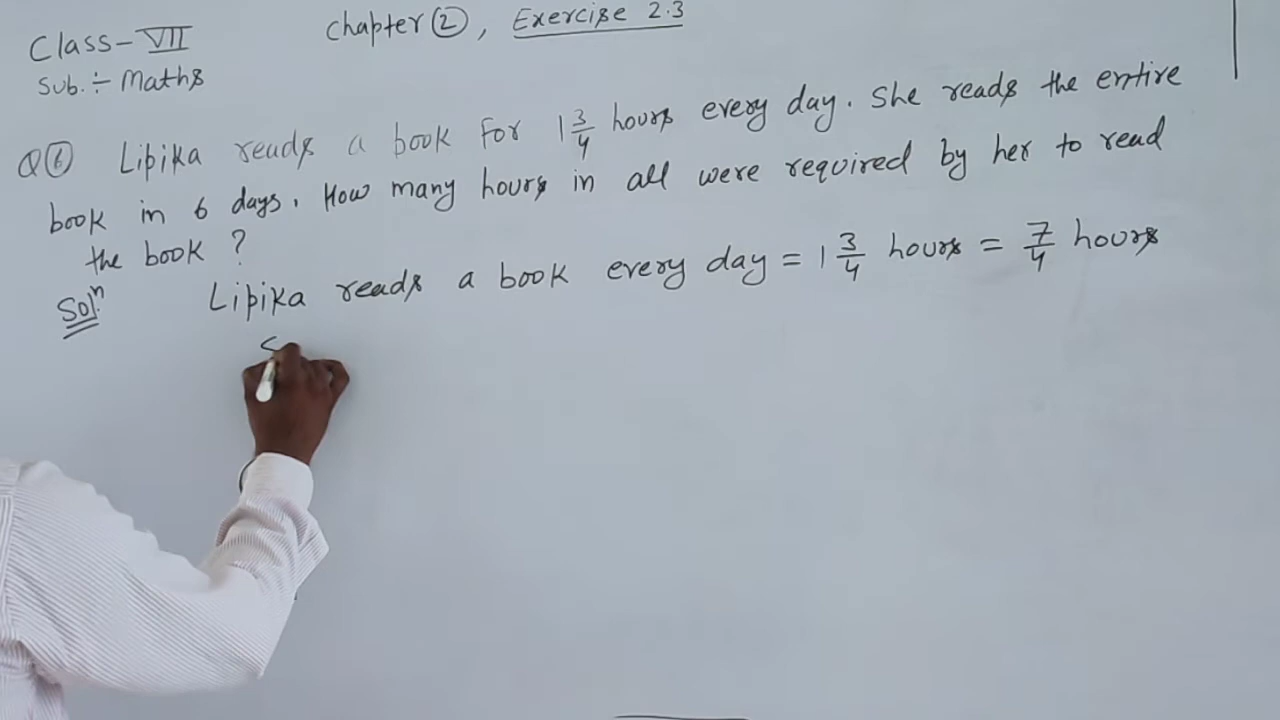 Class-VII
Chapter ②, Exercise 2.3
Sub. ÷ Maths
Q⑥ Lipika reads a book For 1 3/4 hours every day. She reads the entire
book in 6 days. How many hours in all were required by her to read
the book ?
Solⁿ. Lipika reads a book every day = 1 3/4 hours = 7/4 hours
S